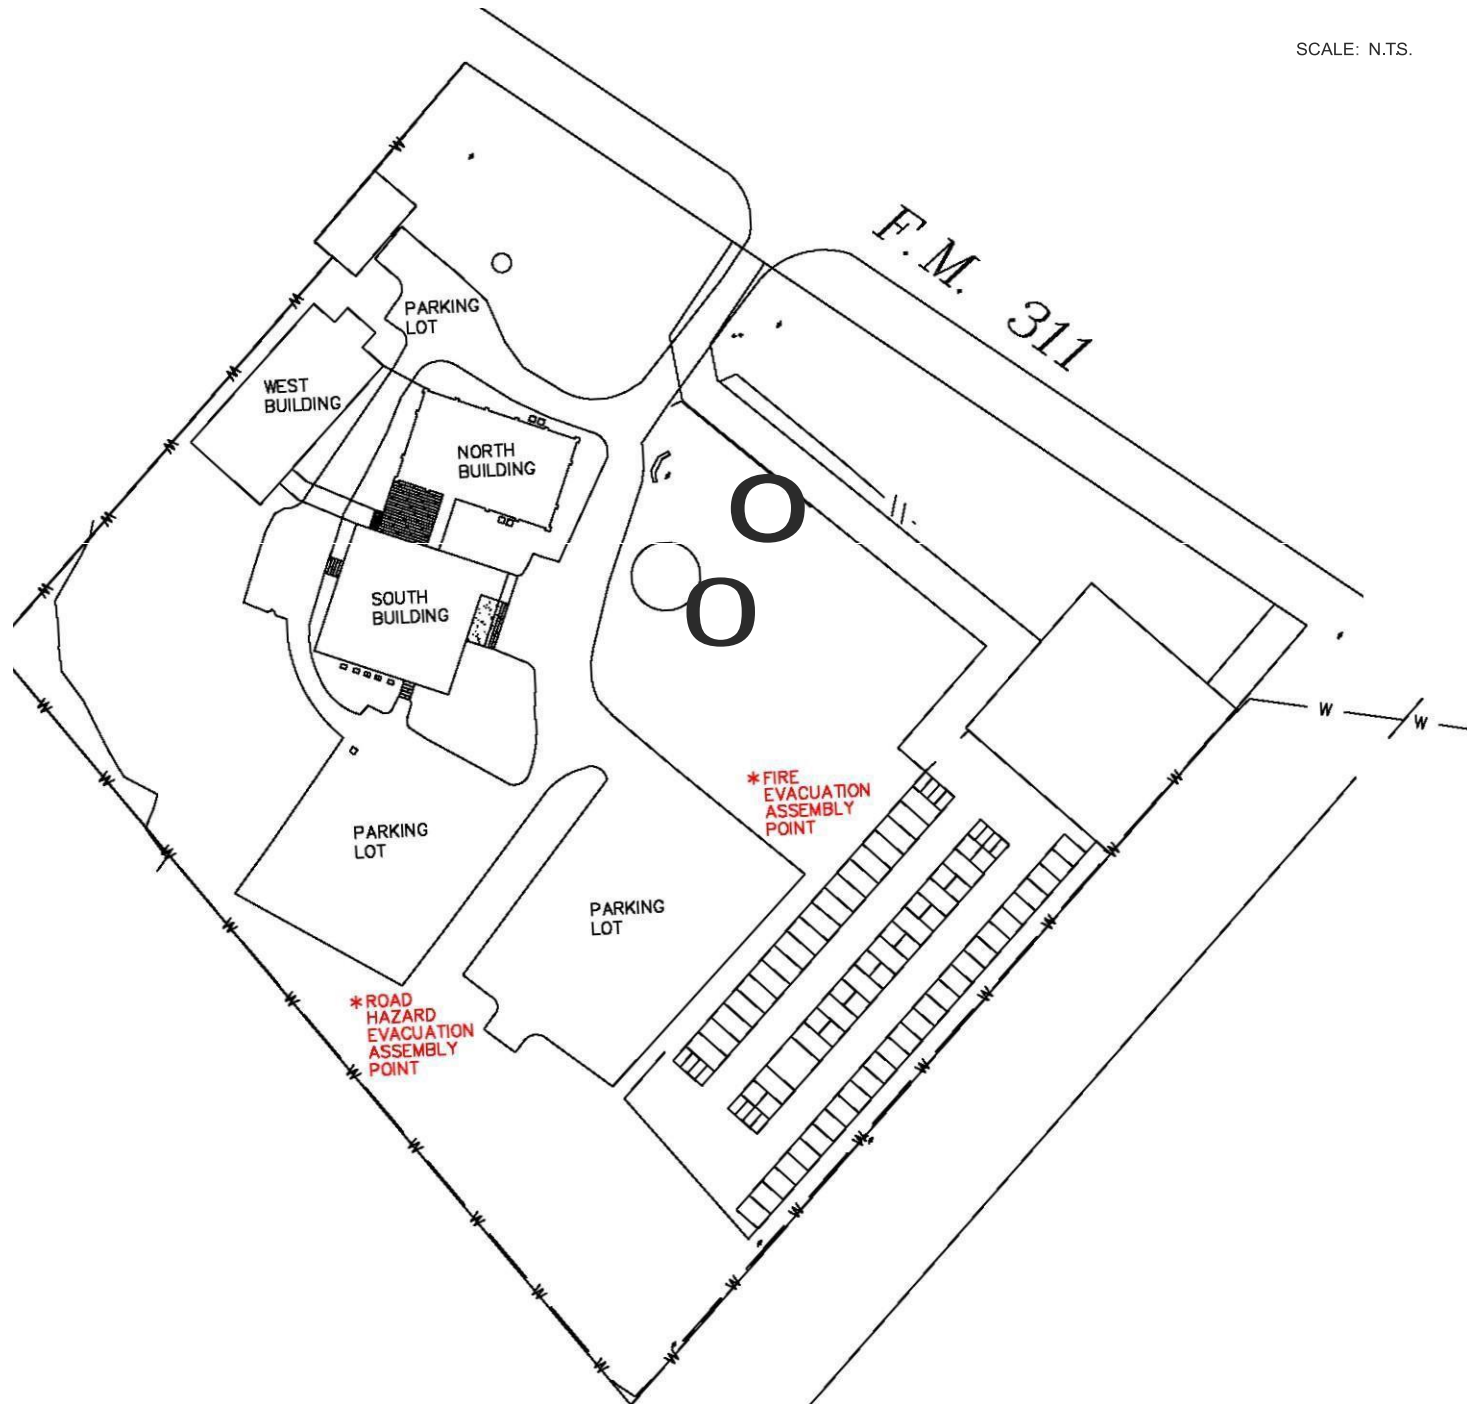 SCALE: N.T.S.
F. M. 311
PARKING
LOT
WEST
BUILDING
NORTH
BUILDING
O
O
SOUTH
BUILDING
*FIRE
EVACUATION
ASSEMBLY
POINT
PARKING
LOT
PARKING
LOT
*ROAD
HAZARD
EVACUATION
ASSEMBLY
POINT
W
W